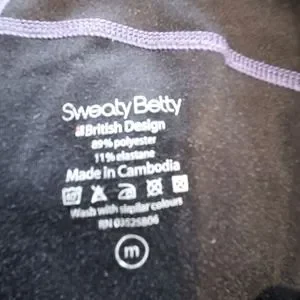 Sweaty Betty
British Design
89% polyester
11% elastane
Made in Cambodia
Wash with similar colours
RN 03525806
m